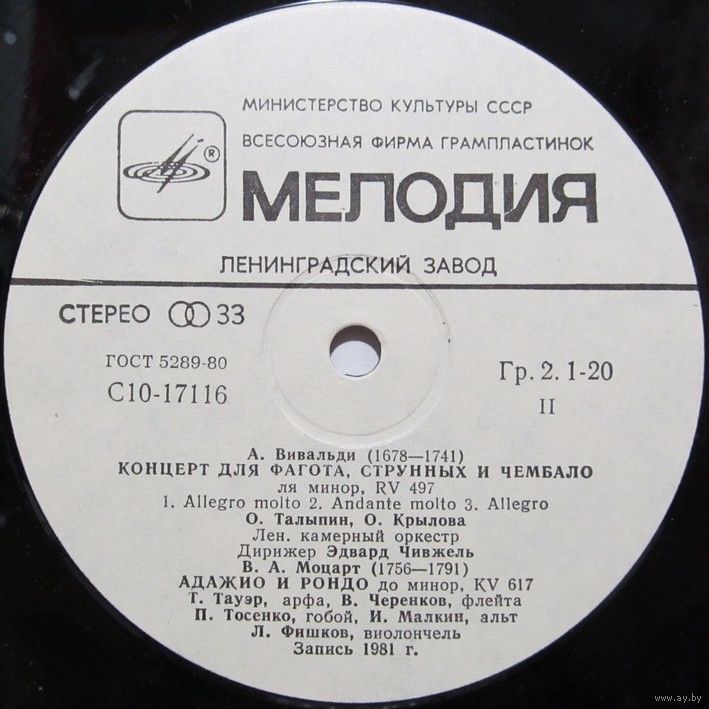 МИНИСТЕРСТВО КУЛЬТУРЫ СССР
ВСЕСОЮЗНАЯ ФИРМА ГРАМПЛАСТИНОК
®
МЕЛОДИЯ
ЛЕНИНГРАДСКИЙ ЗАВОД
СТЕРЕО 33
ГОСТ 5289-80
С10-17116
Гр. 2. 1-20
II
А. Вивальди (1678—1741)
КОНЦЕРТ ДЛЯ ФАГОТА, СТРУННЫХ И ЧЕМБАЛО
ля минор, RV 497
1. Allegro molto 2. Andante molto 3. Allegro
О. Талыпин, О. Крылова
Лен. камерный оркестр
Дирижер Эдвард Чивжель
В. А. Моцарт (1756—1791)
АДАЖИО И РОНДО до минор, KV 617
Т. Тауэр, арфа, В. Черенков, флейта
П. Тосенко, гобой, И. Малкин, альт
Л. Фишков, виолончель
Запись 1981 г.
www.ay.by